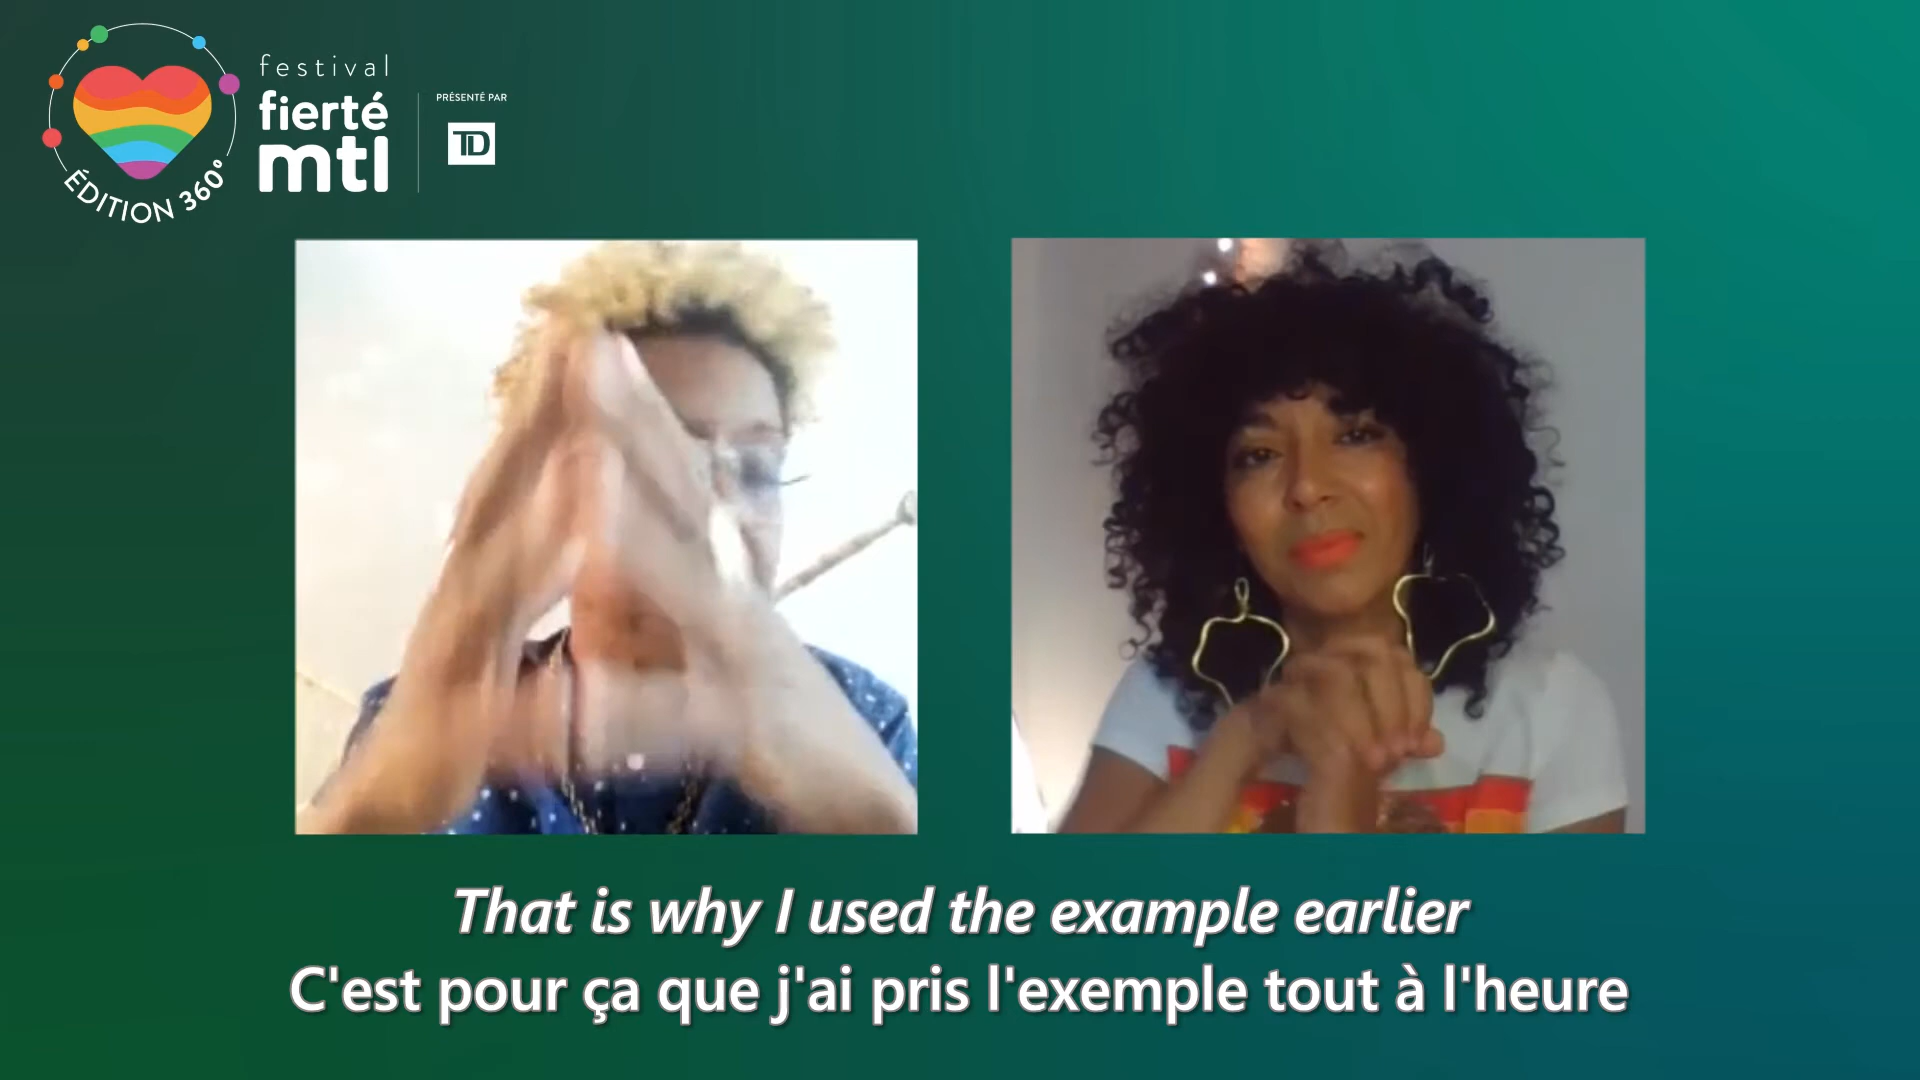 festival
fierté
mtl
ÉDITION 360°
PRÉSENTÉ PAR
TD
That is why I used the example earlier
C'est pour ça que j'ai pris l'exemple tout à l'heure